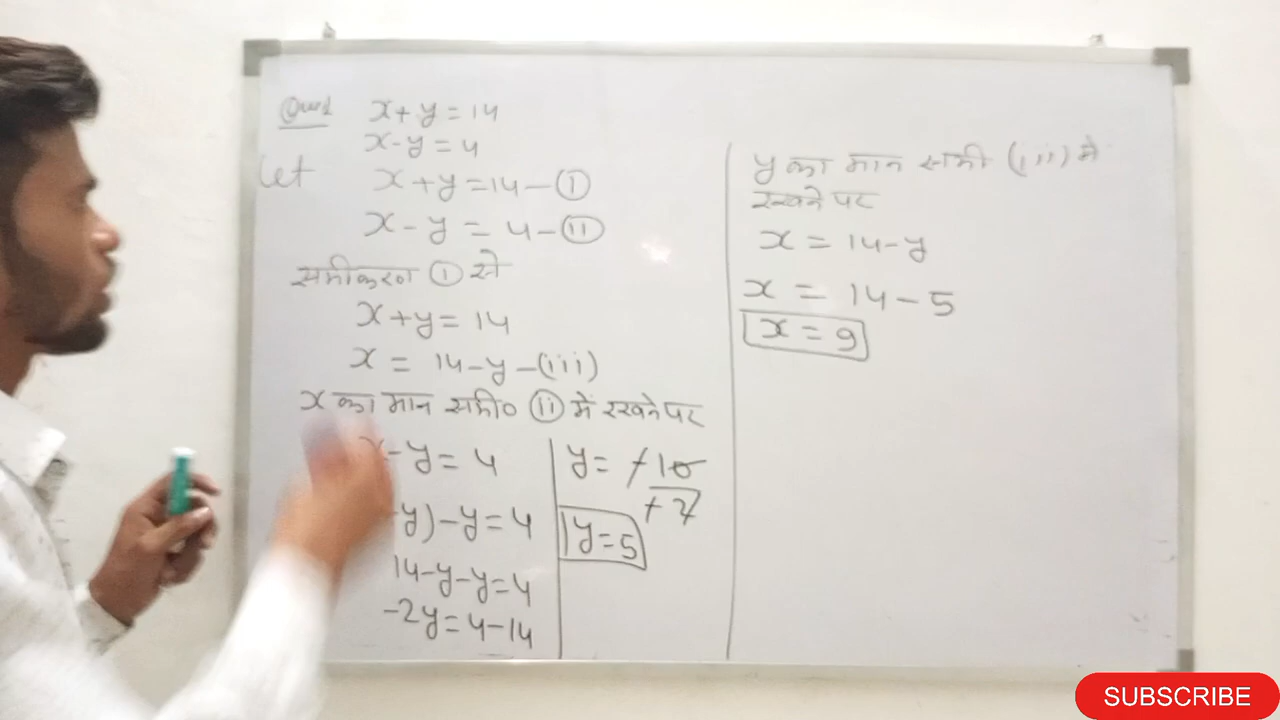 Ques
x+y=14
x-y=4
Let x+y=14-(i)
x-y=4-(ii)
समीकरण (i) से
x+y=14
x=14-y-(iii)
x का मान समी० (ii) में रखने पर
-y=4
y)-y=4
14-y-y=4
-2y=4-14
y=-10
+2
y=5
y का मान समी (iii) मे
रखने पर
x=14-y
x=14-5
x=9
SUBSCRIBE